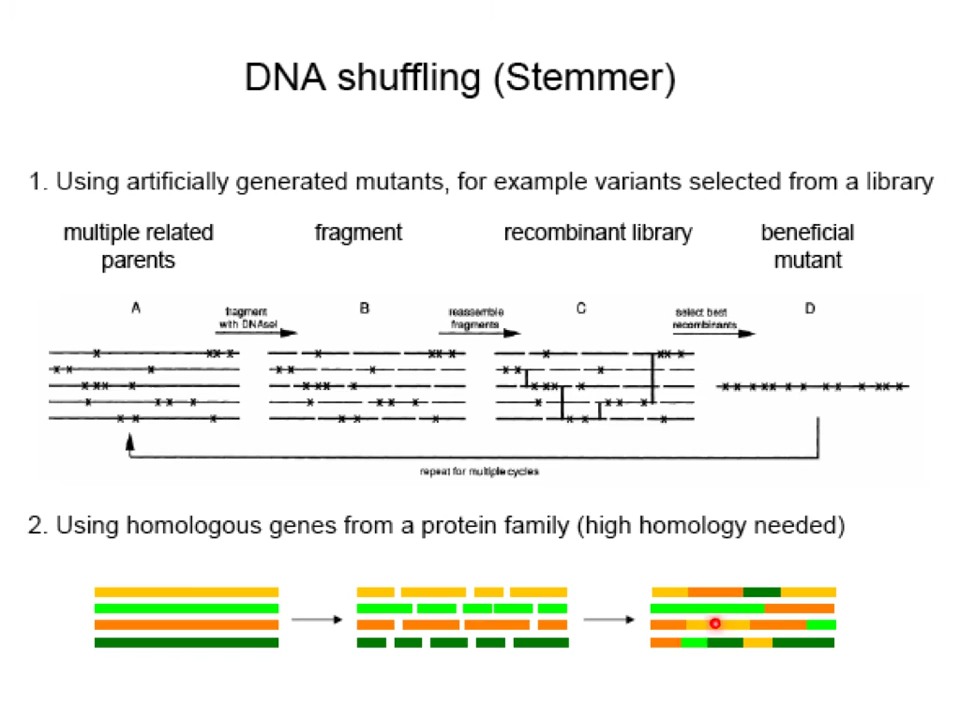 DNA shuffling (Stemmer)
1. Using artificially generated mutants, for example variants selected from a library
multiple related
parents
fragment
recombinant library
beneficial
mutant
A
fragment
with DNAseI
B
reassemble
fragments
C
select best
recombinants
D
repeat for multiple cycles
2. Using homologous genes from a protein family (high homology needed)